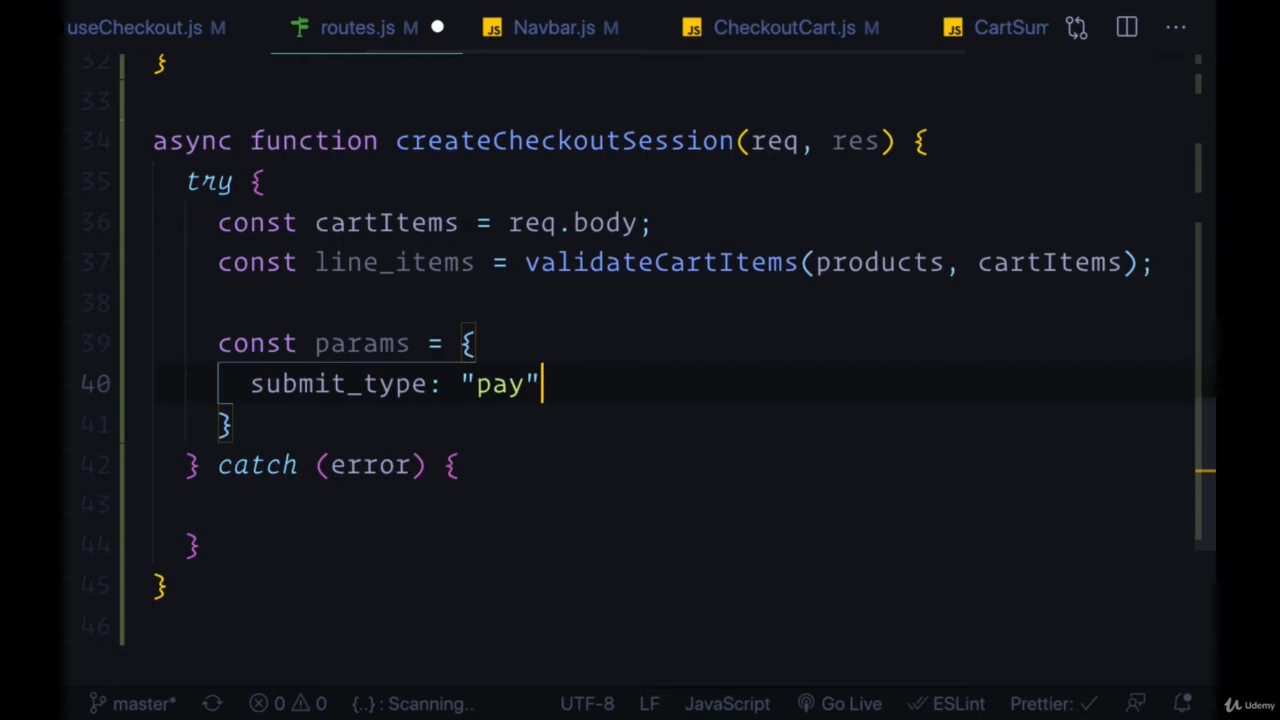 useCheckout.js M routes.js M JS Navbar.js M JS CheckoutCart.js M JS CartSum ...
32 }
33
34 async function createCheckoutSession(req, res) {
35 try {
36 const cartItems = req.body;
37 const line_items = validateCartItems(products, cartItems);
38
39 const params = {
40 submit_type: "pay"
41 }
42 } catch (error) {
43
44 }
45 }
46
master* 0 0 {..} : Scanning.. UTF-8 LF JavaScript Go Live ESLint Prettier: Udemy